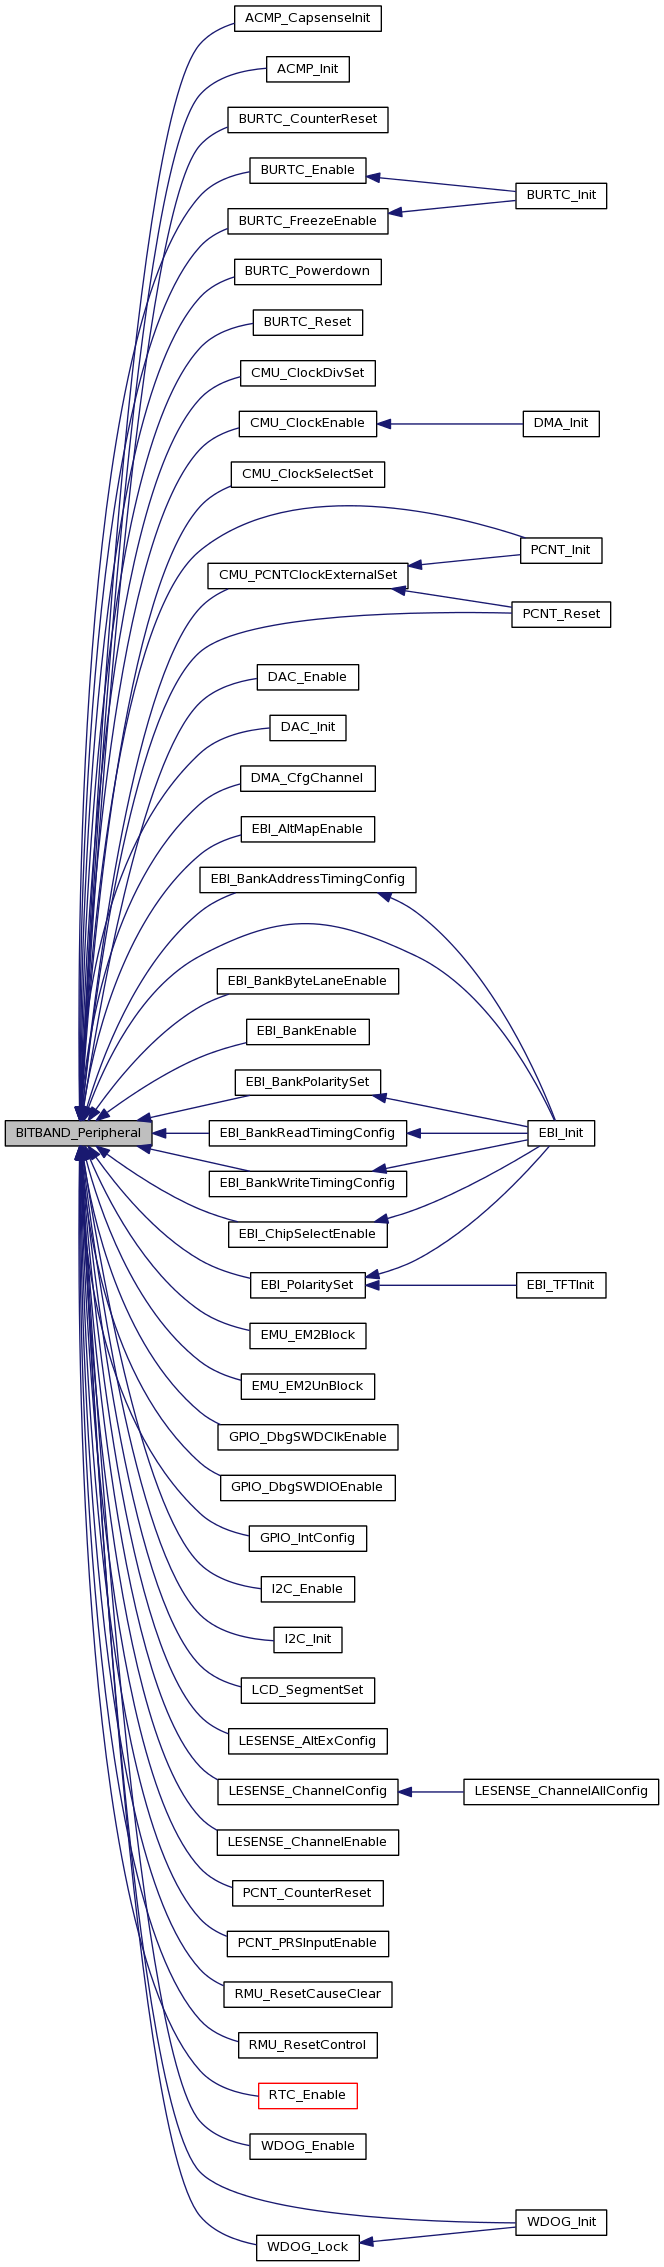 ACMP_CapsenseInit
ACMP_Init
BURTC_CounterReset
BURTC_Enable
BURTC_Init
BURTC_FreezeEnable
BURTC_Powerdown
BURTC_Reset
CMU_ClockDivSet
CMU_ClockEnable
DMA_Init
CMU_ClockSelectSet
PCNT_Init
CMU_PCNTClockExternalSet
PCNT_Reset
DAC_Enable
DAC_Init
DMA_CfgChannel
EBI_AltMapEnable
EBI_BankAddressTimingConfig
EBI_BankByteLaneEnable
EBI_BankEnable
EBI_BankPolaritySet
BITBAND_Peripheral
EBI_BankReadTimingConfig
EBI_Init
EBI_BankWriteTimingConfig
EBI_ChipSelectEnable
EBI_PolaritySet
EBI_TFTInit
EMU_EM2Block
EMU_EM2UnBlock
GPIO_DbgSWDClkEnable
GPIO_DbgSWDIOEnable
GPIO_IntConfig
I2C_Enable
I2C_Init
LCD_SegmentSet
LESENSE_AltExConfig
LESENSE_ChannelConfig
LESENSE_ChannelAllConfig
LESENSE_ChannelEnable
PCNT_CounterReset
PCNT_PRSInputEnable
RMU_ResetCauseClear
RMU_ResetControl
RTC_Enable
WDOG_Enable
WDOG_Init
WDOG_Lock